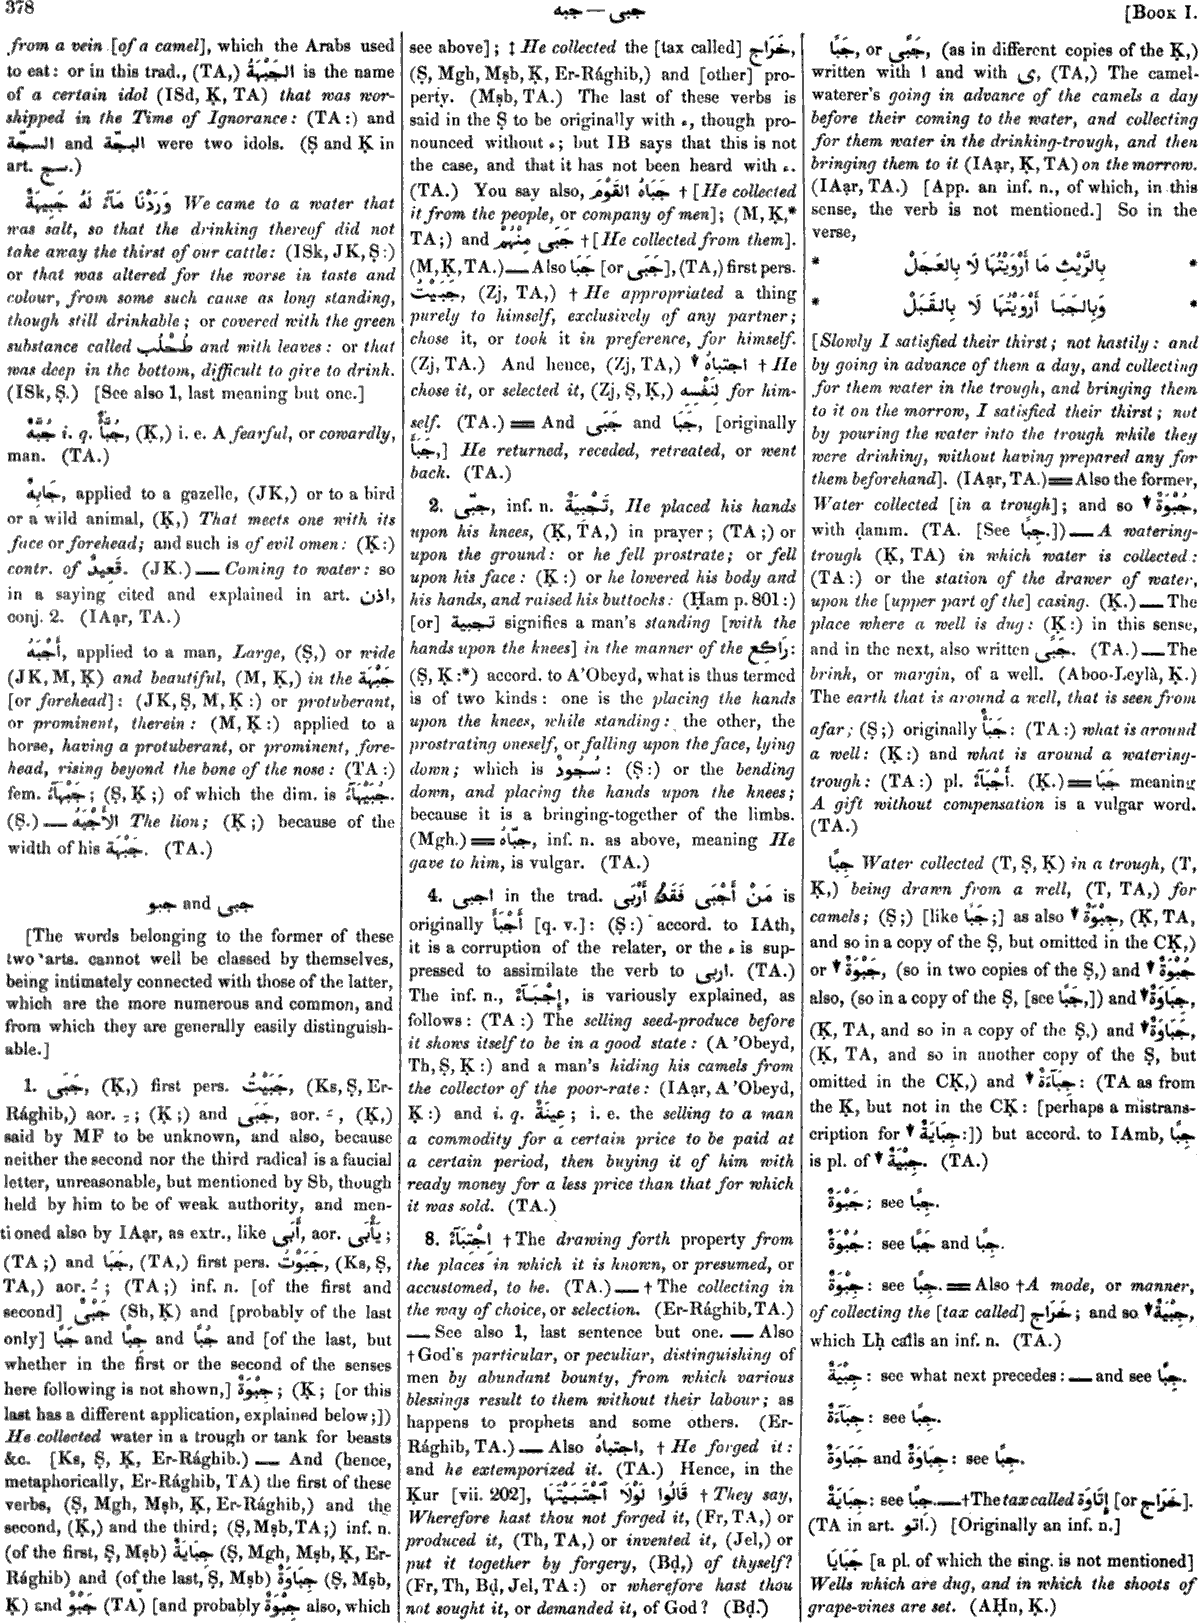 378
جبه — جبى
[BOOK I.
from a vein [of a camel], which the Arabs used
to eat: or in this trad., (TA,) الجَبْهَةُ is the name
of a certain idol (ISd, Ḳ, TA) that was wor-
shipped in the Time of Ignorance: (TA:) and
السجّة and البجّة were two idols. (Ṣ and Ḳ in
art. سج.)
وَرَدْنَا مَآءً لَهُ جَبِيهَةٌ We came to a water that
was salt, so that the drinking thereof did not
take away the thirst of our cattle: (ISk, JK, Ṣ:)
or that was altered for the worse in taste and
colour, from some such cause as long standing,
though still drinkable; or covered with the green
substance called طُحْلُب and with leaves: or that
was deep in the bottom, difficult to give to drink.
(ISk, Ṣ.) [See also 1, last meaning but one.]
جُبَّهٌ i. q. جُبَّأٌ, (Ḳ,) i. e. A fearful, or cowardly,
man. (TA.)
جَابِهٌ, applied to a gazelle, (JK,) or to a bird
or a wild animal, (Ḳ,) That meets one with its
face or forehead; and such is of evil omen: (Ḳ:)
contr. of قَعِيدٌ. (JK.) — Coming to water: so
in a saying cited and explained in art. اذن,
conj. 2. (IAạr, TA.)
أَجْبَهُ, applied to a man, Large, (Ṣ,) or wide
(JK, M, Ḳ) and beautiful, (M, Ḳ,) in the جَبْهَة
[or forehead]: (JK, Ṣ, M, Ḳ:) or protuberant,
or prominent, therein: (M, Ḳ:) applied to a
horse, having a protuberant, or prominent, fore-
head, rising beyond the bone of the nose: (TA:)
fem. جَبْهَآءُ; (Ṣ, Ḳ;) of which the dim. is جُبَيْهَآءُ.
(Ṣ.) — الأَجْبَهُ The lion; (Ḳ;) because of the
width of his جَبْهَة. (TA.)
جبو and جبى
[The words belonging to the former of these
two arts. cannot well be classed by themselves,
being intimately connected with those of the latter,
which are the more numerous and common, and
from which they are generally easily distinguish-
able.]
1. جَبَى, (Ḳ,) first pers. جَبَيْتُ, (Ks, Ṣ, Er-
Rághib,) aor. ـِ; (Ḳ;) and جَبَى, aor. ـَ, (Ḳ,)
said by MF to be unknown, and also, because
neither the second nor the third radical is a faucial
letter, unreasonable, but mentioned by Sb, though
held by him to be of weak authority, and men-
tioned also by IAạr, as extr., like أَبَى, aor. يَأْبَى;
(TA;) and جَبَا, (TA,) first pers. جَبَوْتُ, (Ks, Ṣ,
TA,) aor. ـُ; (TA;) inf. n. [of the first and
second] جَبْىٌ (Sh, Ḳ) and [probably of the last
only] جَبًا and جِبًا and جُبًا and [of the last, but
whether in the first or the second of the senses
here following is not shown,] جِبْوَةٌ; (Ḳ; [or this
last has a different application, explained below;])
He collected water in a trough or tank for beasts
&c. [Ks, Ṣ, Ḳ, Er-Rághib.) — And (hence,
metaphorically, Er-Rághib, TA) the first of these
verbs, (Ṣ, Mgh, Mṣb, Ḳ, Er-Rághib,) and the
second, (Ḳ,) and the third; (Ṣ, Mṣb, TA;) inf. n.
(of the first, Ṣ, Mṣb) جِبَايَةٌ (Ṣ, Mgh, Mṣb, Ḳ, Er-
Rághib) and (of the last, Ṣ, Mṣb) جِبَاوَةٌ (Ṣ, Mṣb,
Ḳ) and جَبْوٌ (TA) [and probably جِبْوَةٌ also, which
see above]; ‡ He collected the [tax called] خَرَاج,
(Ṣ, Mgh, Mṣb, Ḳ, Er-Rághib,) and [other] pro-
perty. (Mṣb, TA.) The last of these verbs is
said in the Ṣ to be originally with ء, though pro-
nounced without ء; but IB says that this is not
the case, and that it has not been heard with ء.
(TA.) You say also, جَبَاهُ القَوْمَ † [He collected
it from the people, or company of men]; (M, Ḳ,*
TA;) and جَبَى مِنْهُمْ † [He collected from them].
(M, Ḳ, TA.) — Also جَبَا [or جَبَى], (TA,) first pers.
جَبَيْتُ, (Zj, TA,) † He appropriated a thing
purely to himself, exclusively of any partner;
chose it, or took it in preference, for himself.
(Zj, TA.) And hence, (Zj, TA,) ▼ اجتباهُ † He
chose it, or selected it, (Zj, Ṣ, Ḳ,) لِنَفْسِهِ for him-
self. (TA.) = And جَبَى and جَبَا, [originally
جَبَأَ,] He returned, receded, retreated, or went
back. (TA.)
2. جبّى, inf. n. تَجْبِيَةٌ, He placed his hands
upon his knees, (Ḳ, TA,) in prayer; (TA;) or
upon the ground: or he fell prostrate; or fell
upon his face: (Ḳ:) or he lowered his body and
his hands, and raised his buttocks: (Ḥam p. 801:)
[or] تجبية signifies a man's standing [with the
hands upon the knees] in the manner of the رَاكِع:
(Ṣ, Ḳ:*) accord. to A'Obeyd, what is thus termed
is of two kinds: one is the placing the hands
upon the knees, while standing: the other, the
prostrating oneself, or falling upon the face, lying
down; which is سُجُودٌ: (Ṣ:) or the bending
down, and placing the hands upon the knees;
because it is a bringing-together of the limbs.
(Mgh.) = جبّاهُ, inf. n. as above, meaning He
gave to him, is vulgar. (TA.)
4. اجبى in the trad. مَنْ أَجْبَى فَقَدْ أَرْبَى is
originally أَجْبَأَ [q. v.]: (Ṣ:) accord. to IAth,
it is a corruption of the relater, or the ء is sup-
pressed to assimilate the verb to اربى. (TA.)
The inf. n., إِجْبَآءٌ, is variously explained, as
follows: (TA:) The selling seed-produce before
it shows itself to be in a good state: (A 'Obeyd,
Th, Ṣ, Ḳ:) and a man's hiding his camels from
the collector of the poor-rate: (IAạr, A 'Obeyd,
Ḳ:) and i. q. عِينَةٌ; i. e. the selling to a man
a commodity for a certain price to be paid at
a certain period, then buying it of him with
ready money for a less price than that for which
it was sold. (TA.)
8. اِجْتِبَآءٌ † The drawing forth property from
the places in which it is known, or presumed, or
accustomed, to be. (TA.) — † The collecting in
the way of choice, or selection. (Er-Rághib, TA.)
— See also 1, last sentence but one. — Also
† God's particular, or peculiar, distinguishing of
men by abundant bounty, from which various
blessings result to them without their labour; as
happens to prophets and some others. (Er-
Rághib, TA.) — Also اجتباهُ, † He forged it:
and he extemporized it. (TA.) Hence, in the
Ḳur [vii. 202], قَالُوا لَوْلَا ٱجْتَبَيْتَهَا † They say,
Wherefore hast thou not forged it, (Fr, TA,) or
produced it, (Th, TA,) or invented it, (Jel,) or
put it together by forgery, (Bḍ,) of thyself?
(Fr, Th, Bḍ, Jel, TA:) or wherefore hast thou
not sought it, or demanded it, of God? (Bḍ.)
جَبًا, or جَبًى, (as in different copies of the Ḳ,)
written with ا and with ى, (TA,) The camel-
waterer's going in advance of the camels a day
before their coming to the water, and collecting
for them water in the drinking-trough, and then
bringing them to it (IAạr, Ḳ, TA) on the morrow.
(IAạr, TA.) [App. an inf. n., of which, in this
sense, the verb is not mentioned.] So in the
verse,
* بِالرَّيْثِ مَا أَرْوَيْتُهَا لَا بِالعَجَلْ *
* وَبِالجَبَا أَرْوَيْتُهَا لَا بِالقَبَلْ *
[Slowly I satisfied their thirst; not hastily: and
by going in advance of them a day, and collecting
for them water in the trough, and bringing them
to it on the morrow, I satisfied their thirst; not
by pouring the water into the trough while they
were drinking, without having prepared any for
them beforehand]. (IAạr, TA.) = Also the former,
Water collected [in a trough]; and so ▼ جُبْوَةٌ,
with ḍamm. (TA. [See جِبًا.]) — A watering-
trough (Ḳ, TA) in which water is collected:
(TA:) or the station of the drawer of water,
upon the [upper part of the] casing. (Ḳ.) — The
place where a well is dug: (Ḳ:) in this sense,
and in the next, also written جَبًى. (TA.) — The
brink, or margin, of a well. (Aboo-Leylà, Ḳ.)
The earth that is around a well, that is seen from
afar; (Ṣ;) originally جَبَأٌ: (TA:) what is around
a well: (Ḳ:) and what is around a watering-
trough: (TA:) pl. أَجْبَآءٌ. (Ḳ.) = جَبًا meaning
A gift without compensation is a vulgar word.
(TA.)
جِبًا Water collected (T, Ṣ, Ḳ) in a trough, (T,
Ḳ,) being drawn from a well, (T, TA,) for
camels; (Ṣ;) [like جَبًا;] as also ▼ جِبْوَةٌ, (Ḳ, TA,
and so in a copy of the Ṣ, but omitted in the CḲ,)
or ▼ جَبْوَةٌ, (so in two copies of the Ṣ,) and ▼ جُبْوَةٌ
also, (so in a copy of the Ṣ, [see جَبًا,]) and ▼ جِبَاوَةٌ,
(Ḳ, TA, and so in a copy of the Ṣ,) and ▼ جَبَاوَةٌ,
(Ḳ, TA, and so in another copy of the Ṣ, but
omitted in the CḲ,) and ▼ جِبَآءَةٌ: (TA as from
the Ḳ, but not in the CḲ: [perhaps a mistrans-
cription for ▼ جِبَايَةٌ:]) but accord. to IAmb, جِبًا
is pl. of ▼ جِبْيَةٌ. (TA.)
جَبْوَةٌ: see جِبًا.
جُبْوَةٌ: see جَبًا and جِبًا.
جِبْوَةٌ: see جِبًا. = Also † A mode, or manner,
of collecting the [tax called] خَرَاج; and so ▼ جِبْيَةٌ,
which Lḥ calls an inf. n. (TA.)
جِبْيَةٌ: see what next precedes: — and see جِبًا.
جِبَآءَةٌ: see جِبًا.
جَبَاوَةٌ and جِبَاوَةٌ: see جِبًا.
جِبَايَةٌ: see جِبًا. — † The tax called إِتَاوَة [or خَرَاج].
(TA in art. اتو.) [Originally an inf. n.]
جَبَايَا [a pl. of which the sing. is not mentioned]
Wells which are dug, and in which the shoots of
grape-vines are set. (AḤn, Ḳ.)